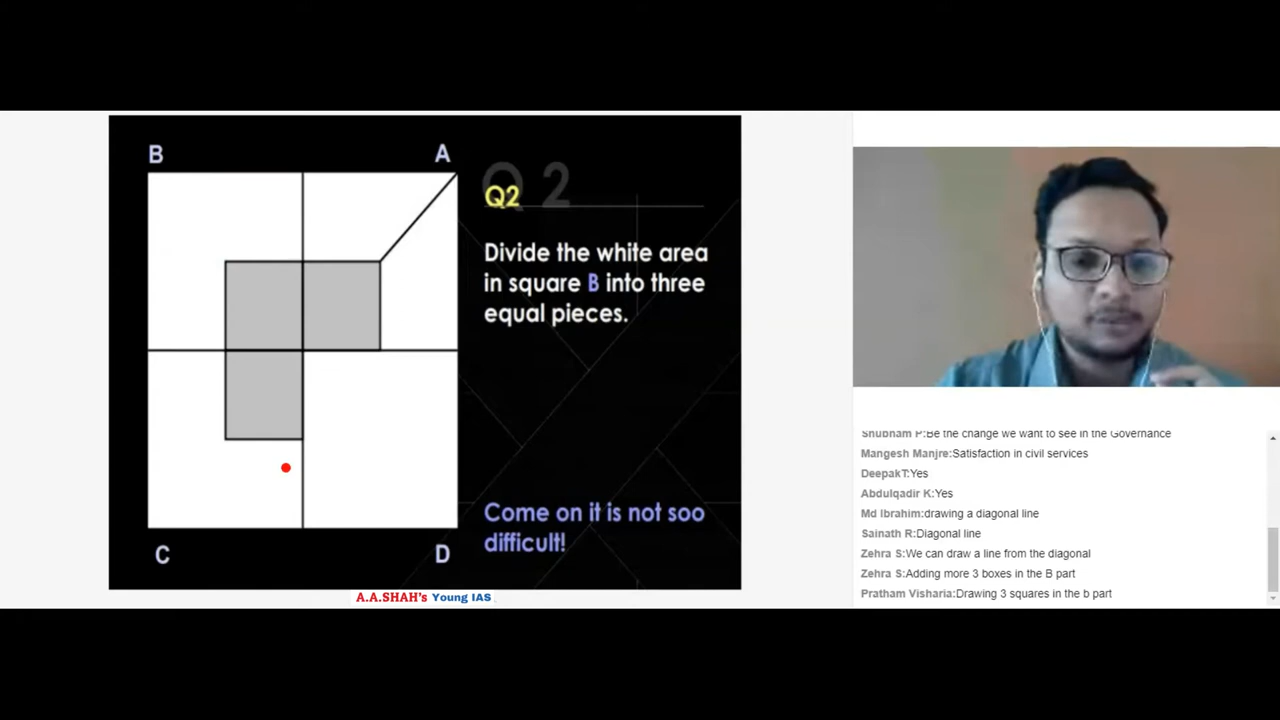 B
A
Q 2
Q2
Divide the white area
in square B into three
equal pieces.
Come on it is not soo
difficult!
C
D
A.A.SHAH's Young IAS
Shubham P:Be the change we want to see in the Governance
Mangesh Manjre:Satisfaction in civil services
DeepakT:Yes
Abdulqadir K:Yes
Md Ibrahim:drawing a diagonal line
Sainath R:Diagonal line
Zehra S:We can draw a line from the diagonal
Zehra S:Adding more 3 boxes in the B part
Pratham Visharia:Drawing 3 squares in the b part